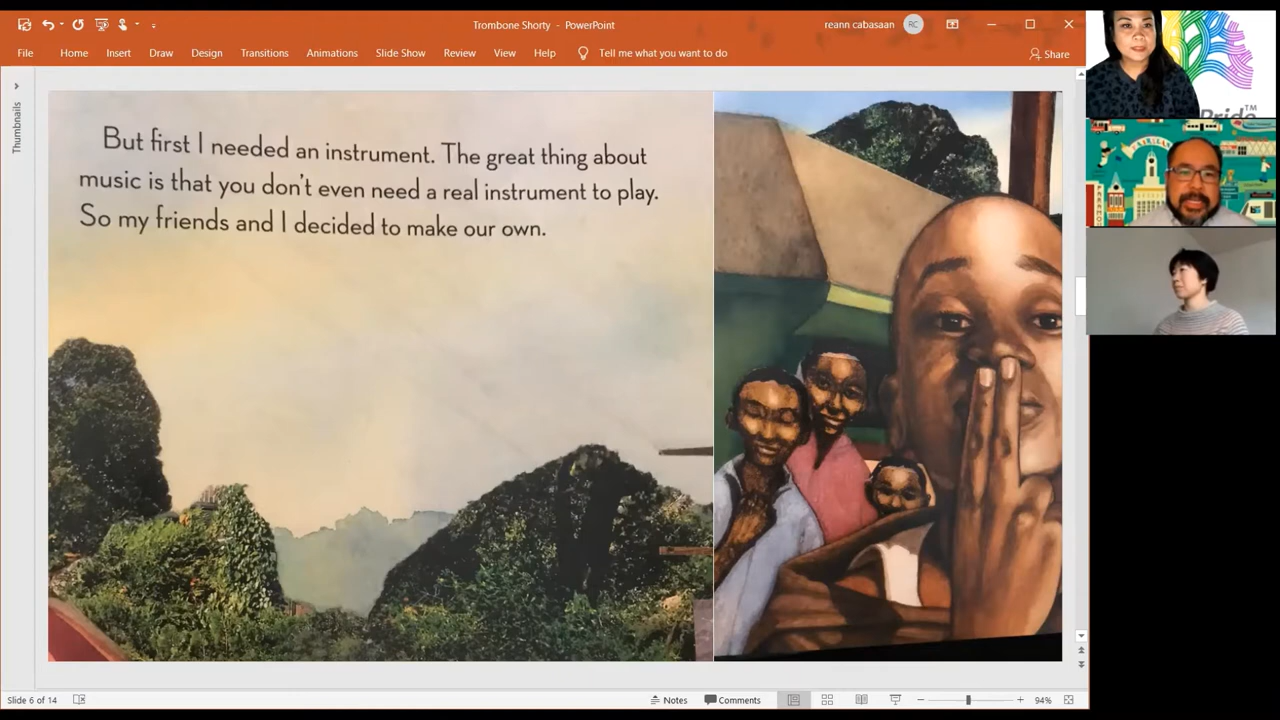 Trombone Shorty - PowerPoint
reann cabasaan
RC
File Home Insert Draw Design Transitions Animations Slide Show Review View Help Tell me what you want to do
Share
Thumbnails
But first I needed an instrument. The great thing about
music is that you don't even need a real instrument to play.
So my friends and I decided to make our own.
Pride™
Slide 6 of 14
Notes
Comments
94%